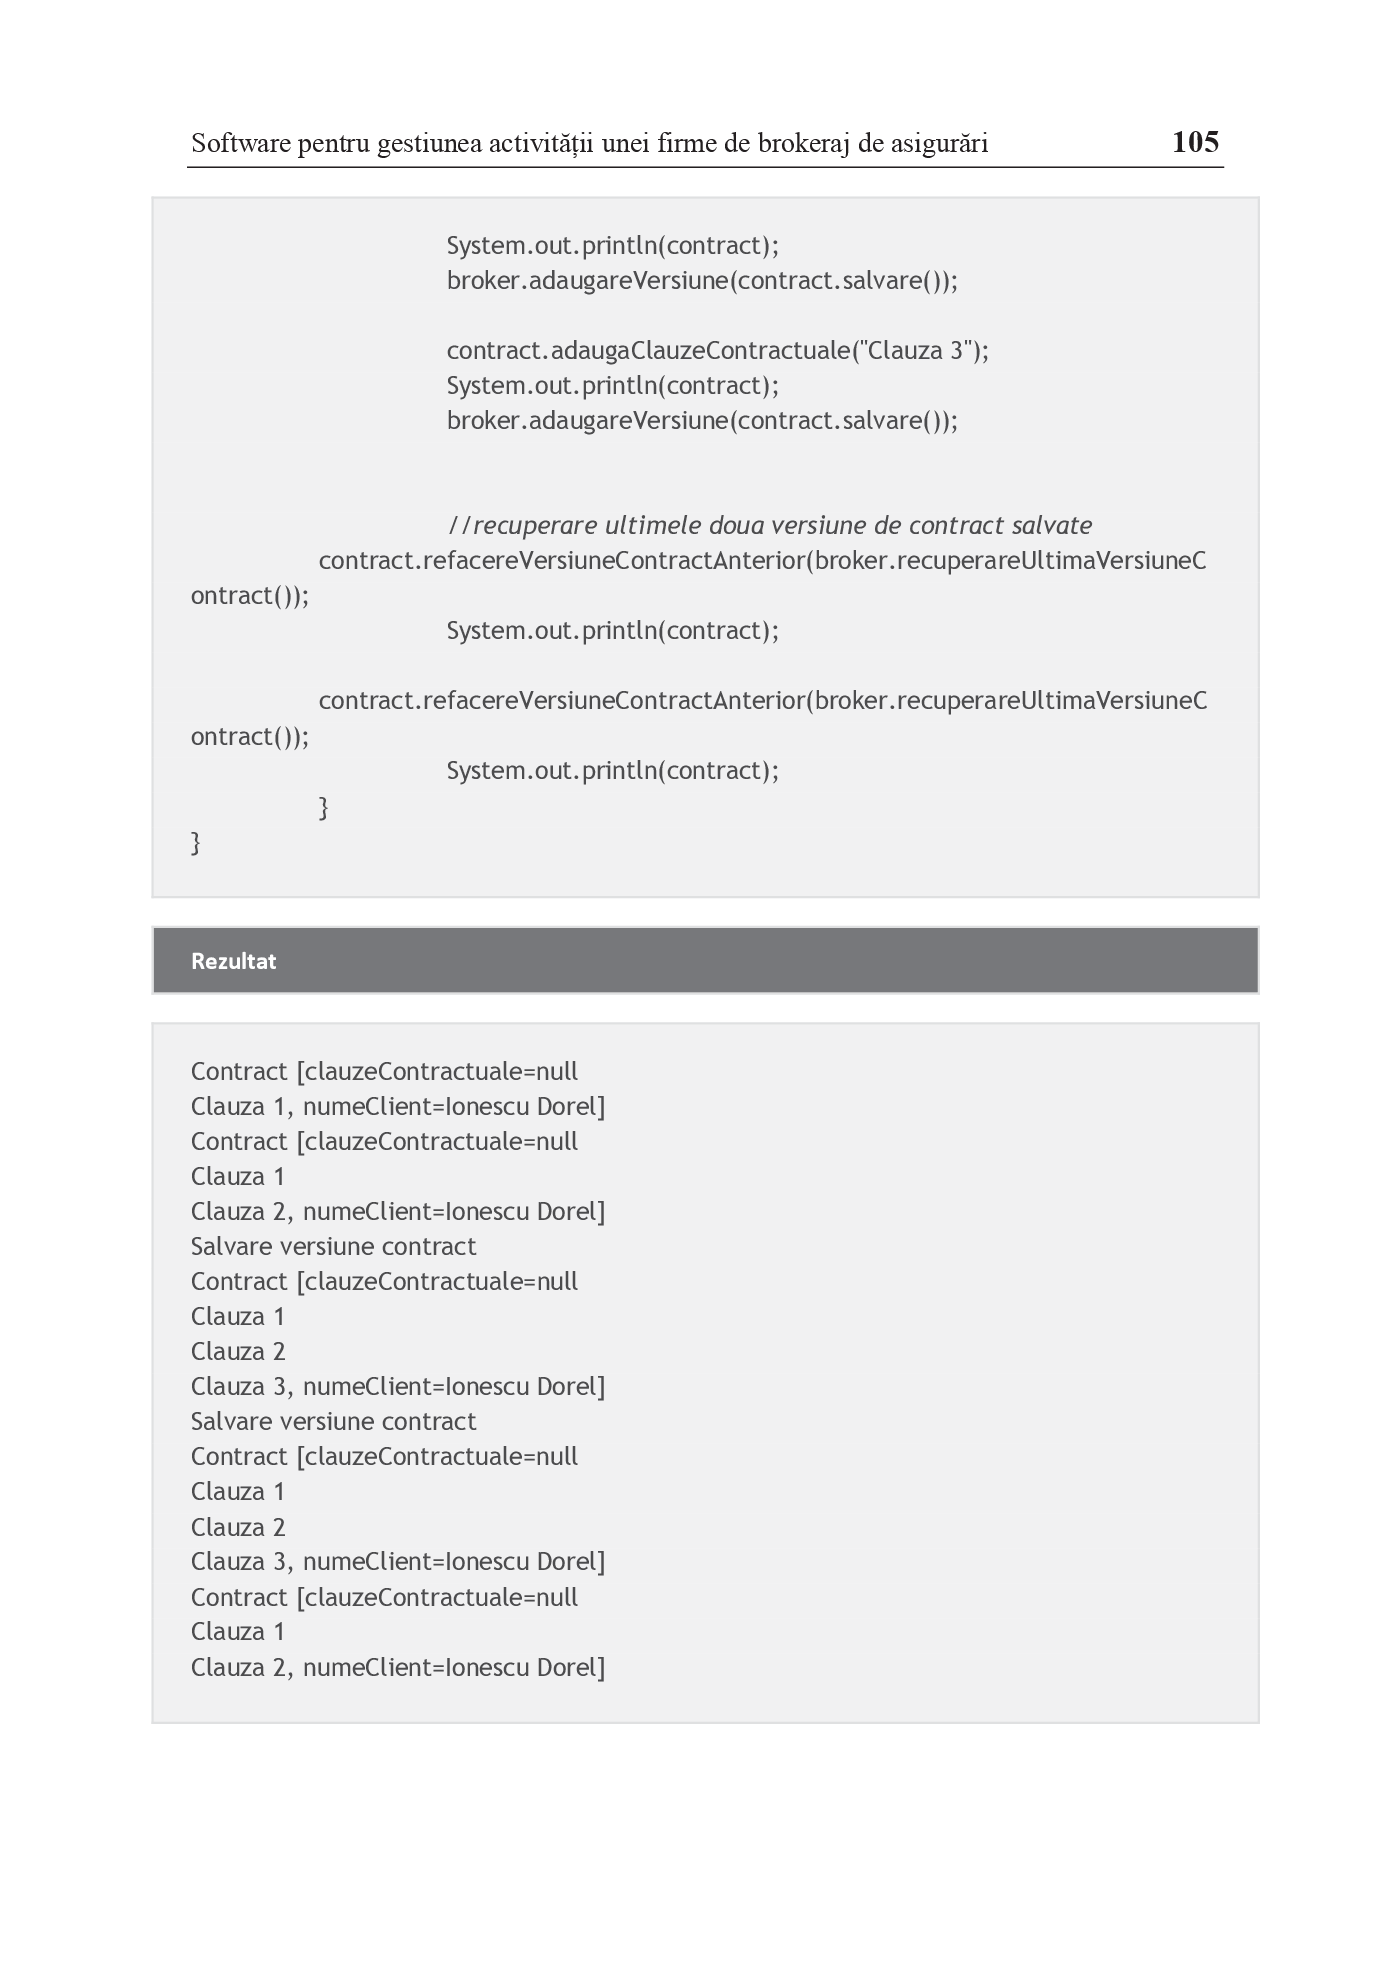 Software pentru gestiunea activității unei firme de brokeraj de asigurări 105
System.out.println(contract);
broker.adaugareVersiune(contract.salvare());
contract.adaugaClauzeContractuale("Clauza 3");
System.out.println(contract);
broker.adaugareVersiune(contract.salvare());
//recuperare ultimele doua versiune de contract salvate
contract.refacereVersiuneContractAnterior(broker.recuperareUltimaVersiuneC
ontract());
System.out.println(contract);
contract.refacereVersiuneContractAnterior(broker.recuperareUltimaVersiuneC
ontract());
System.out.println(contract);
}
}
Rezultat
Contract [clauzeContractuale=null
Clauza 1, numeClient=Ionescu Dorel]
Contract [clauzeContractuale=null
Clauza 1
Clauza 2, numeClient=Ionescu Dorel]
Salvare versiune contract
Contract [clauzeContractuale=null
Clauza 1
Clauza 2
Clauza 3, numeClient=Ionescu Dorel]
Salvare versiune contract
Contract [clauzeContractuale=null
Clauza 1
Clauza 2
Clauza 3, numeClient=Ionescu Dorel]
Contract [clauzeContractuale=null
Clauza 1
Clauza 2, numeClient=Ionescu Dorel]